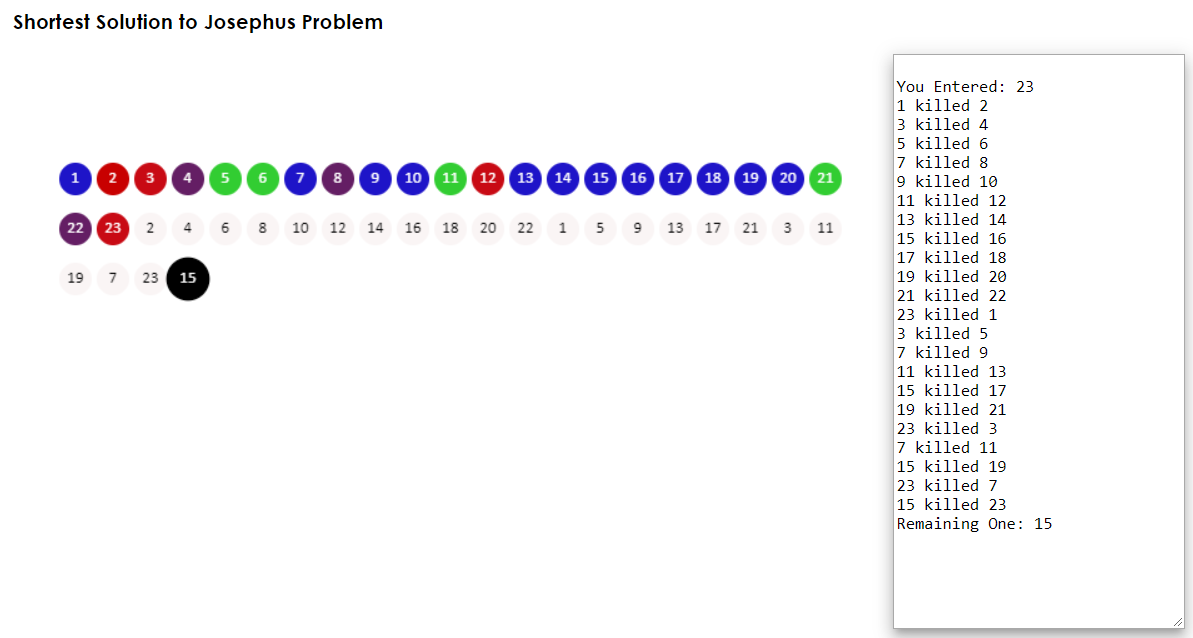 Shortest Solution to Josephus Problem
1 2 3 4 5 6 7 8 9 10 11 12 13 14 15 16 17 18 19 20 21
22 23 2 4 6 8 10 12 14 16 18 20 22 1 5 9 13 17 21 3 11
19 7 23 15
You Entered: 23
1 killed 2
3 killed 4
5 killed 6
7 killed 8
9 killed 10
11 killed 12
13 killed 14
15 killed 16
17 killed 18
19 killed 20
21 killed 22
23 killed 1
3 killed 5
7 killed 9
11 killed 13
15 killed 17
19 killed 21
23 killed 3
7 killed 11
15 killed 19
23 killed 7
15 killed 23
Remaining One: 15